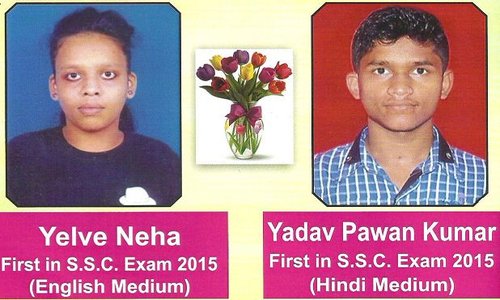 Yelve Neha
First in S.S.C. Exam 2015
(English Medium)
Yadav Pawan Kumar
First in S.S.C. Exam 2015
(Hindi Medium)